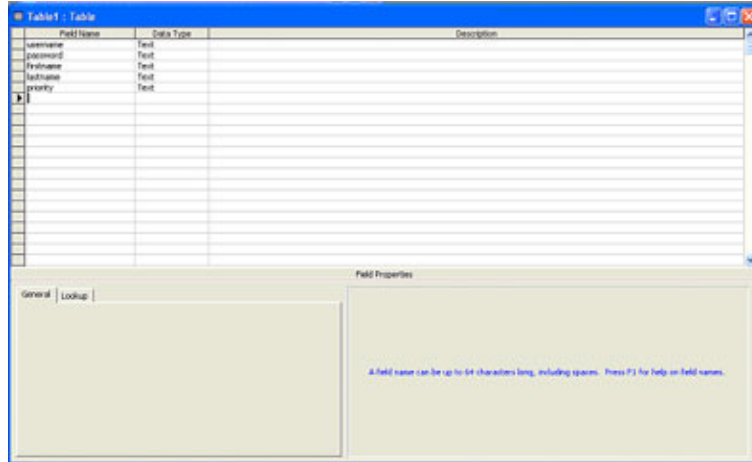 Table1 : Table
Field Name Data Type Description
username Text
password Text
firstname Text
lastname Text
priority Text
Field Properties
General Lookup
A field name can be up to 64 characters long, including spaces. Press F1 for help on field names.